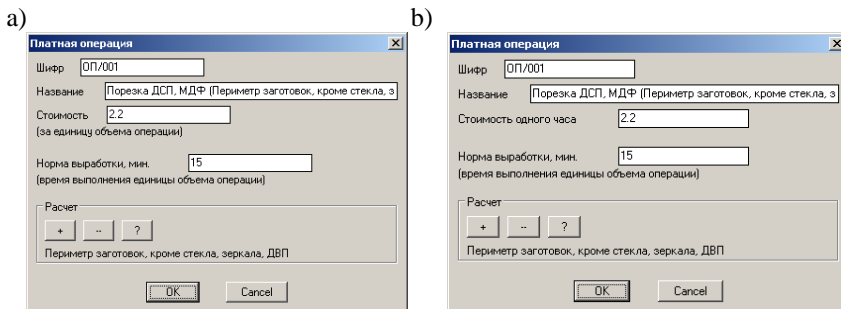 a)
Платная операция
Шифр ОП/001
Название Порезка ДСП, МДФ (Периметр заготовок, кроме стекла, з
Стоимость 2.2
(за единицу объема операции)
Норма выработки, мин. 15
(время выполнения единицы объема операции)
Расчет
+ -- ?
Периметр заготовок, кроме стекла, зеркала, ДВП
OK Cancel
b)
Платная операция
Шифр ОП/001
Название Порезка ДСП, МДФ (Периметр заготовок, кроме стекла, з
Стоимость одного часа 2.2
Норма выработки, мин. 15
(время выполнения единицы объема операции)
Расчет
+ -- ?
Периметр заготовок, кроме стекла, зеркала, ДВП
OK Cancel